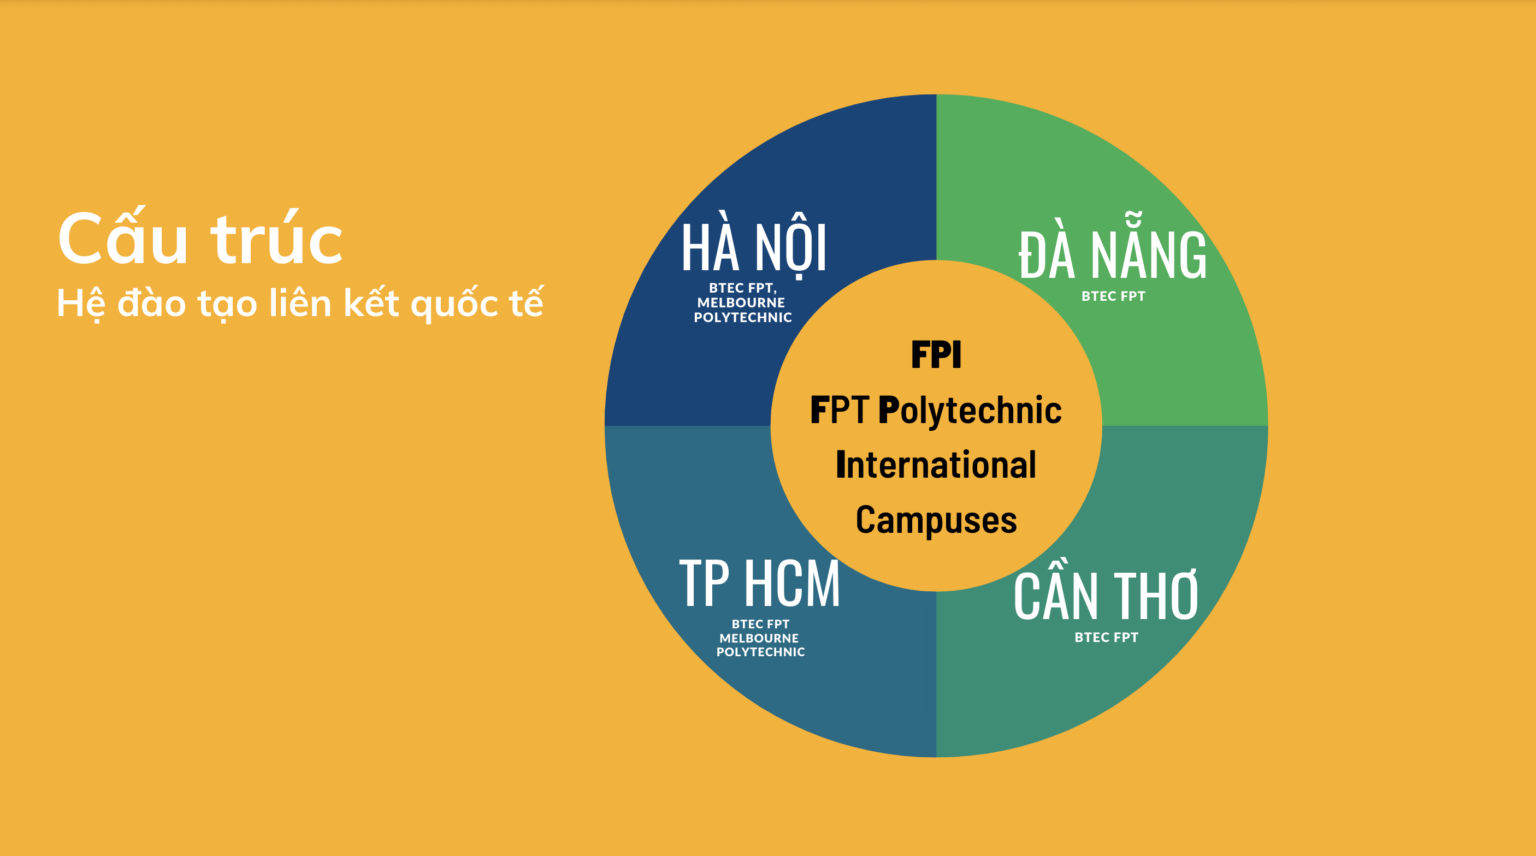 Cấu trúc
Hệ đào tạo liên kết quốc tế
HÀ NỘI
BTEC FPT,
MELBOURNE
POLYTECHNIC
ĐÀ NẴNG
BTEC FPT
FPI
FPT Polytechnic
International
Campuses
TP HCM
BTEC FPT
MELBOURNE
POLYTECHNIC
CẦN THƠ
BTEC FPT